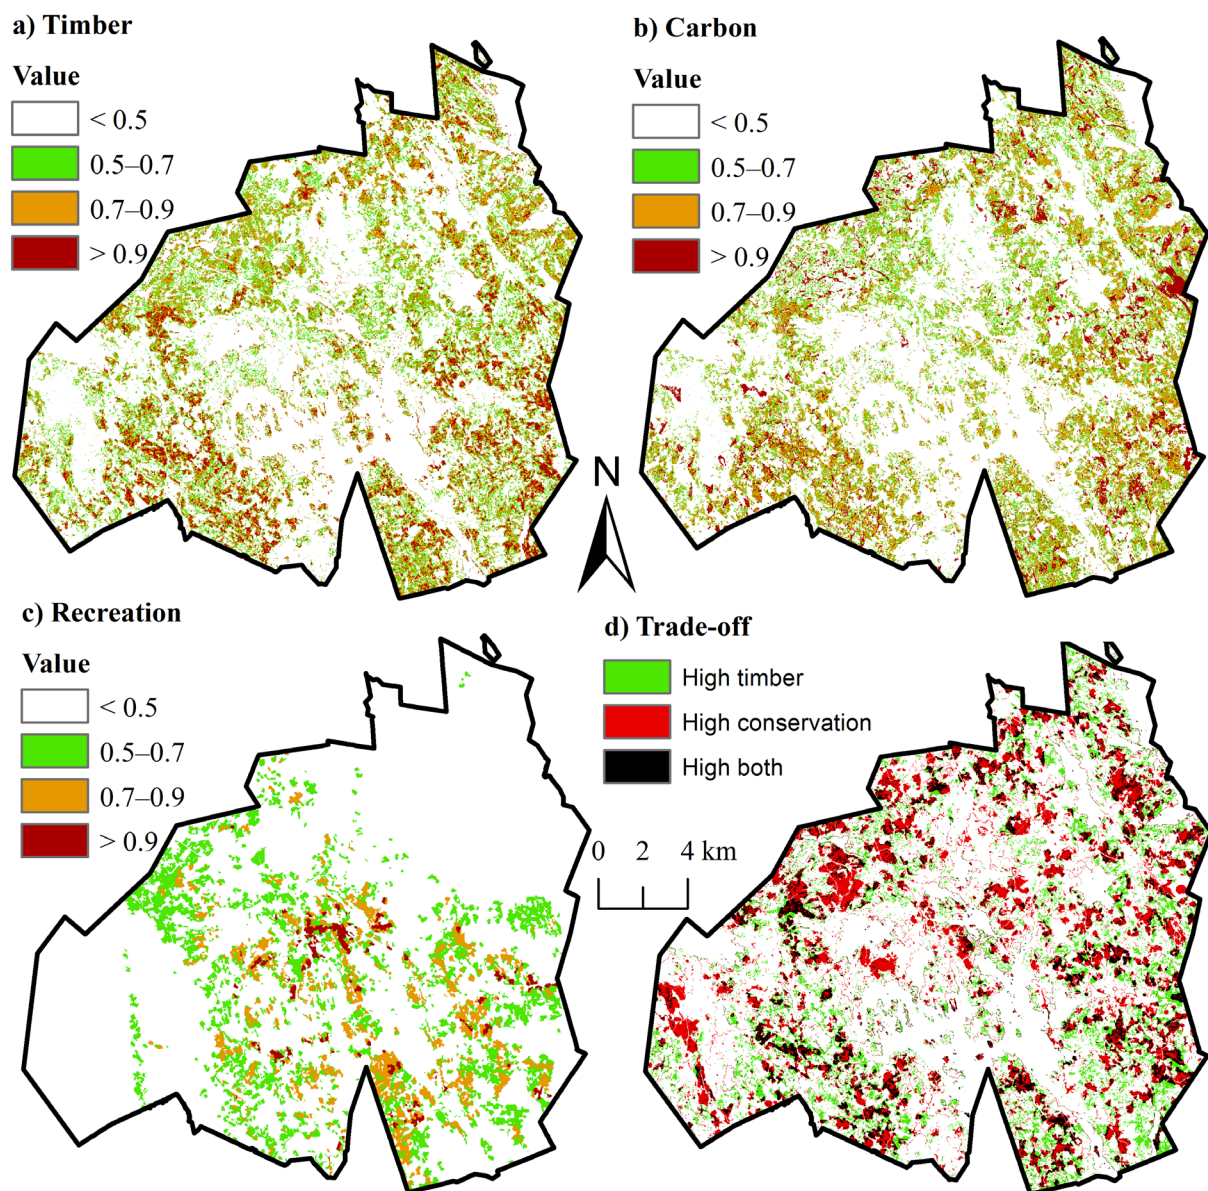 a) Timber
Value
< 0.5
0.5–0.7
0.7–0.9
> 0.9
b) Carbon
Value
< 0.5
0.5–0.7
0.7–0.9
> 0.9
N
c) Recreation
Value
< 0.5
0.5–0.7
0.7–0.9
> 0.9
d) Trade-off
High timber
High conservation
High both
0 2 4 km